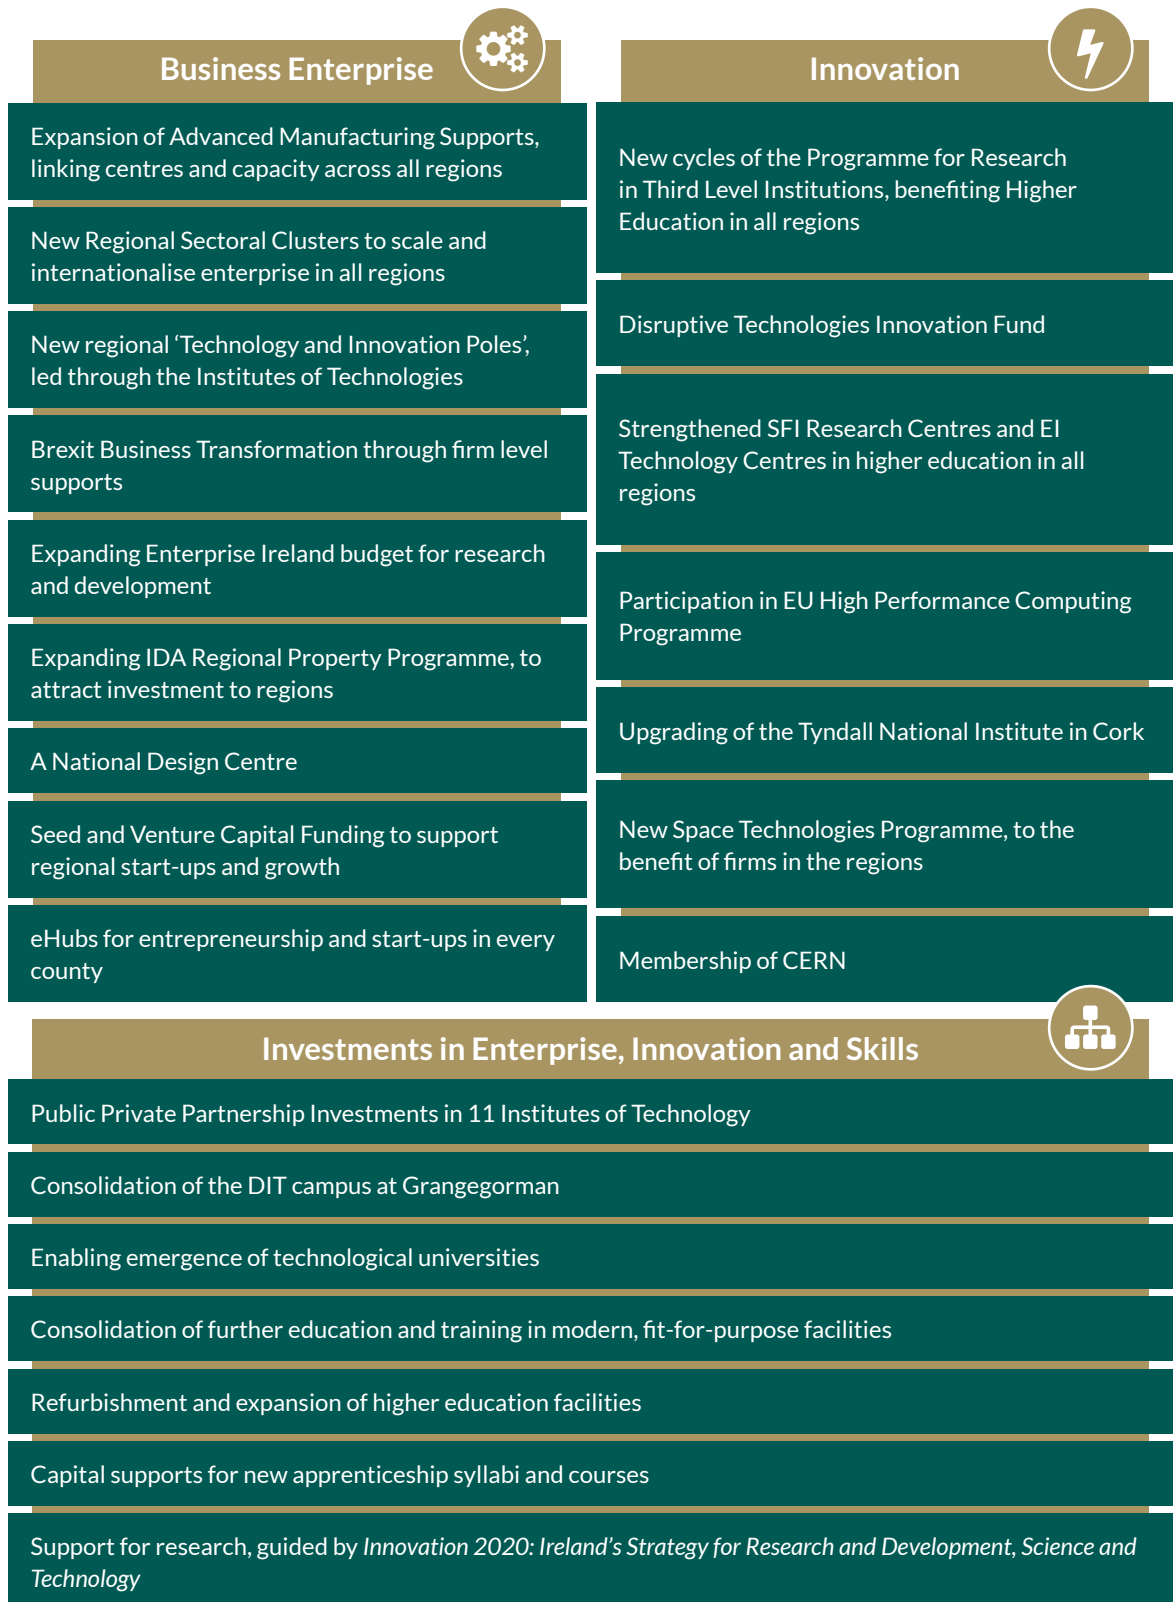 Business Enterprise
Expansion of Advanced Manufacturing Supports,
linking centres and capacity across all regions
New Regional Sectoral Clusters to scale and
internationalise enterprise in all regions
New regional ‘Technology and Innovation Poles’,
led through the Institutes of Technologies
Brexit Business Transformation through firm level
supports
Expanding Enterprise Ireland budget for research
and development
Expanding IDA Regional Property Programme, to
attract investment to regions
A National Design Centre
Seed and Venture Capital Funding to support
regional start-ups and growth
eHubs for entrepreneurship and start-ups in every
county
Innovation
New cycles of the Programme for Research
in Third Level Institutions, benefiting Higher
Education in all regions
Disruptive Technologies Innovation Fund
Strengthened SFI Research Centres and EI
Technology Centres in higher education in all
regions
Participation in EU High Performance Computing
Programme
Upgrading of the Tyndall National Institute in Cork
New Space Technologies Programme, to the
benefit of firms in the regions
Membership of CERN
Investments in Enterprise, Innovation and Skills
Public Private Partnership Investments in 11 Institutes of Technology
Consolidation of the DIT campus at Grangegorman
Enabling emergence of technological universities
Consolidation of further education and training in modern, fit-for-purpose facilities
Refurbishment and expansion of higher education facilities
Capital supports for new apprenticeship syllabi and courses
Support for research, guided by Innovation 2020: Ireland’s Strategy for Research and Development, Science and
Technology